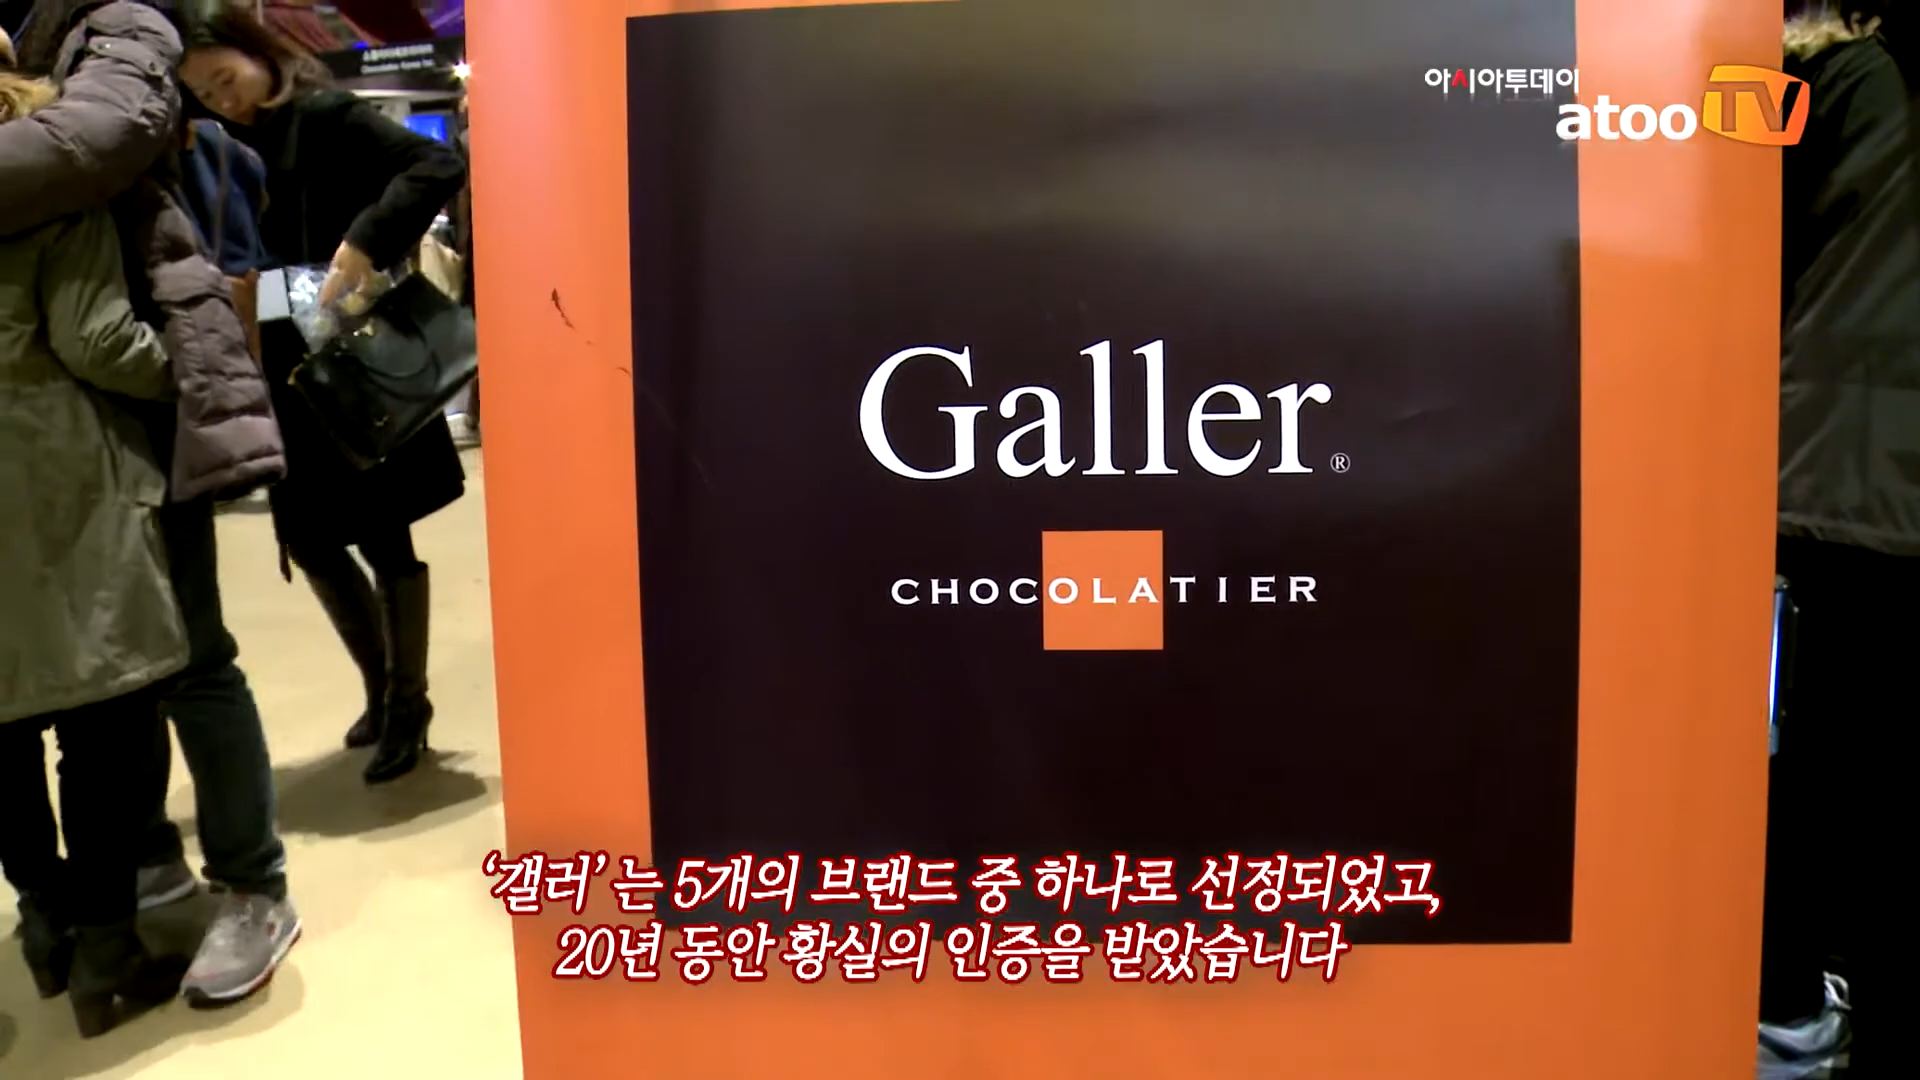 아시아투데이
atooTV
Galler®
CHOCOLATIER
‘갤러’는 5개의 브랜드 중 하나로 선정되었고,
20년 동안 황실의 인증을 받았습니다